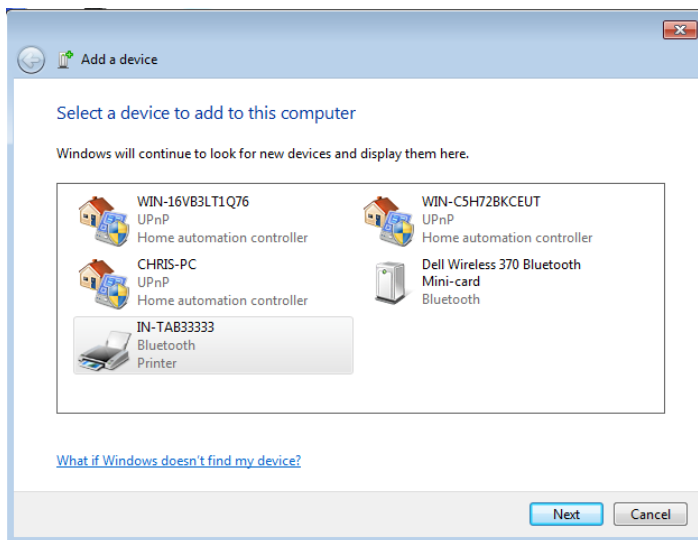 Add a device
Select a device to add to this computer
Windows will continue to look for new devices and display them here.
WIN-16VB3LT1Q76
UPnP
Home automation controller
WIN-C5H72BKCEUT
UPnP
Home automation controller
CHRIS-PC
UPnP
Home automation controller
Dell Wireless 370 Bluetooth
Mini-card
Bluetooth
IN-TAB33333
Bluetooth
Printer
What if Windows doesn't find my device?
Next
Cancel